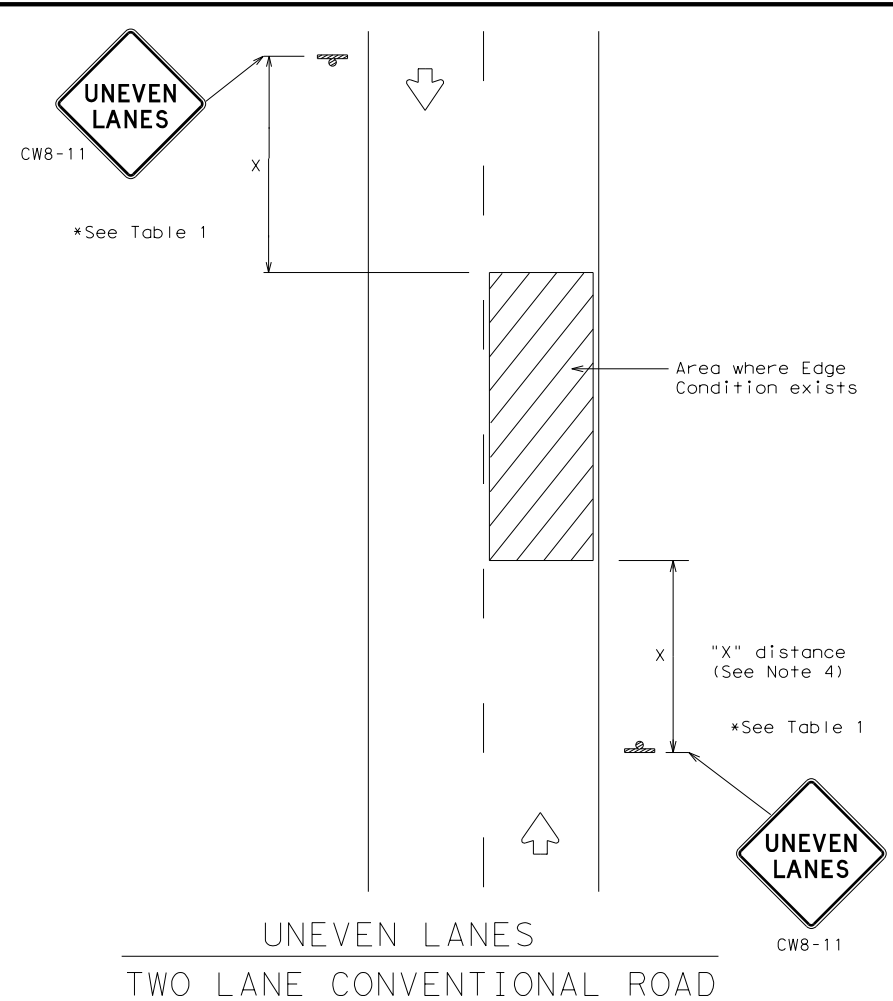 UNEVEN
LANES
CW8-11
X
*See Table 1
Area where Edge
Condition exists
X
"X" distance
(See Note 4)
*See Table 1
UNEVEN
LANES
CW8-11
UNEVEN LANES
TWO LANE CONVENTIONAL ROAD